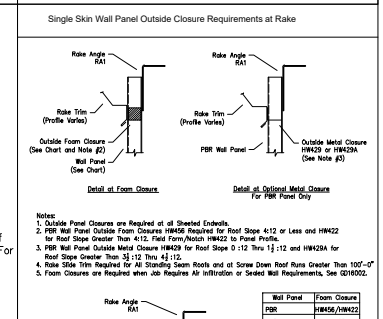 Single Skin Wall Panel Outside Closure Requirements at Rake
Rake Angle
RA1
Rake Trim
(Profile Varies)
Outside Foam Closure
(See Chart and Note #2)
Wall Panel
(See Chart)
Detail at Foam Closure
Rake Angle
RA1
Rake Trim
(Profile Varies)
PBR Wall Panel
Outside Metal Closure
HW429 or HW429A
(See Note #3)
Detail at Optional Metal Closure
For PBR Panel Only
f
For
Notes:
1. Outside Panel Closures are Required at all Sheeted Endwalls.
2. PBR Wall Panel Outside Foam Closures HW456 Required for Roof Slope 4:12 or Less and HW422
for Roof Slope Greater Than 4:12. Field Form/Notch HW422 to Panel Profile.
3. PBR Wall Panel Outside Metal Closure HW429 for Roof Slope 0 :12 Thru 1½ :12 and HW429A for
Roof Slope Greater Than 3½ :12 Thru 4½ :12.
4. Rake Slide Trim Required for All Standing Seam Roofs and at Screw Down Roof Runs Greater Than 100'-0"
5. Foam Closures are Required when Job Requires Air Infiltration or Sealed Wall Requirements, See GD16002.
Rake Angle
RA1
Wall Panel Foam Closure
PBR HW456/HW422